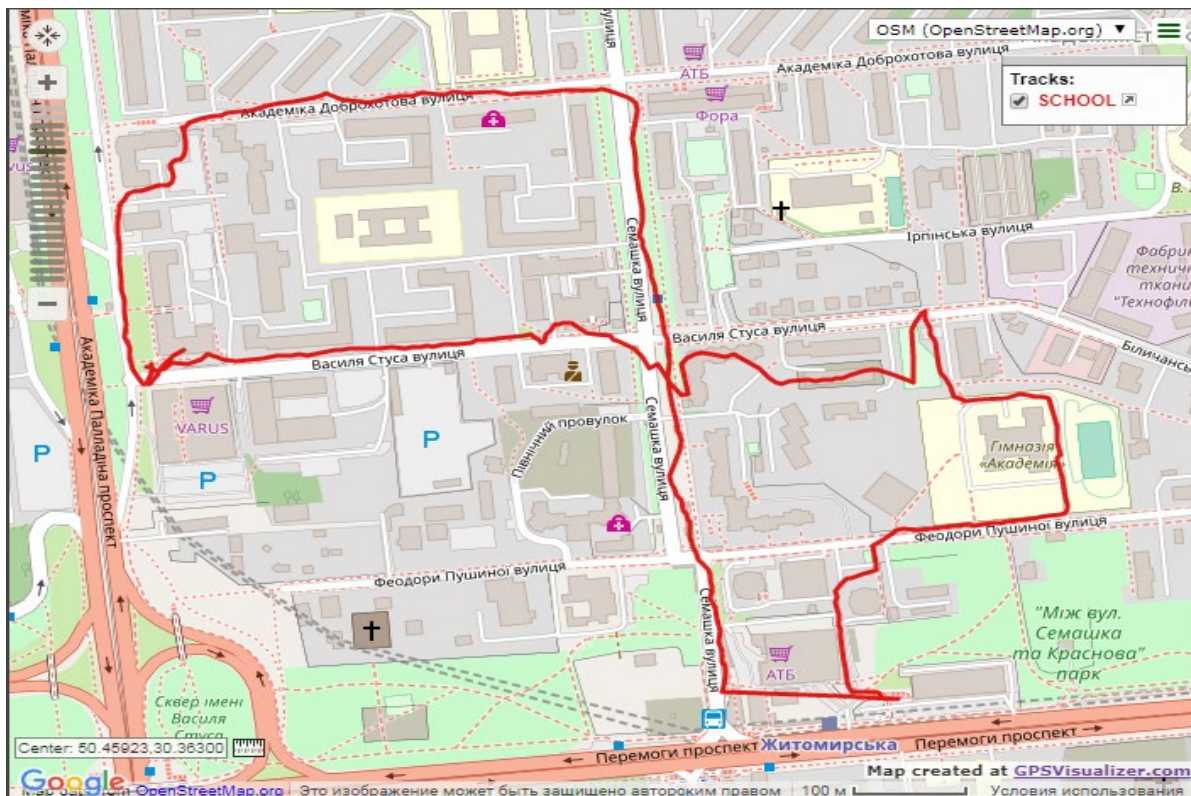 OSM (OpenStreetMap.org) ▼
Tracks:
SCHOOL
Академіка Доброхотова вулиця
АТБ
Фора
Академіка Доброхотова вулиця
Ірпінська вулиця
"Технофіл
Семашка вулиця
Василя Стуса вулиця
Василя Стуса вулиця
Академіка Палладіна проспект
VARUS
P
P
P
Північний провулок
Семашка вулиця
Гімназія
«Академія»
Феодори Пушиної вулиця
Феодори Пушиної вулиця
Семашка вулиця
"Між вул.
Семашка
та Краснова"
парк
АТБ
Сквер імені
Василя
Стуса
Center: 50.45923,30.36300
Перемоги проспект
Житомирська
Перемоги проспект
Map created at GPSVisualizer.com
Google
OpenStreetMap.org
Это изображение может быть защищено авторским правом
100 м
Условия использования